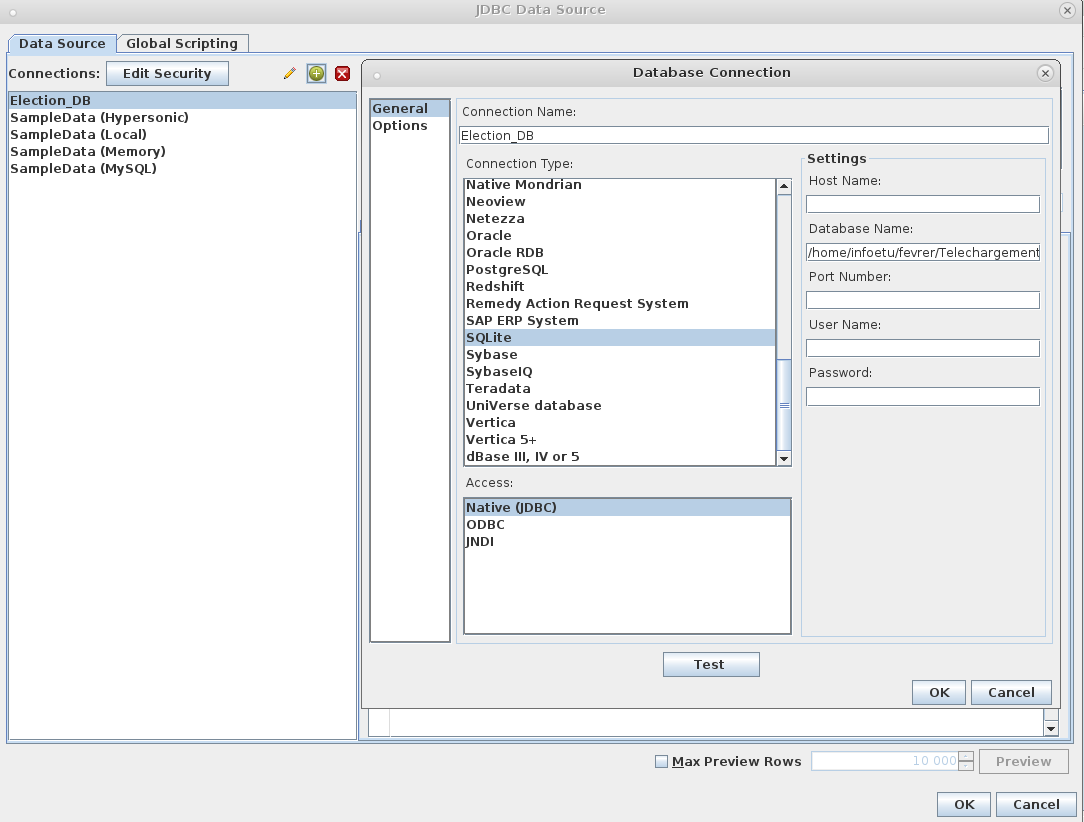 JDBC Data Source
Data Source
Global Scripting
Connections:
Edit Security
Election_DB
SampleData (Hypersonic)
SampleData (Local)
SampleData (Memory)
SampleData (MySQL)
Database Connection
General
Options
Connection Name:
Election_DB
Connection Type:
Native Mondrian
Neoview
Netezza
Oracle
Oracle RDB
PostgreSQL
Redshift
Remedy Action Request System
SAP ERP System
SQLite
Sybase
SybaseIQ
Teradata
UniVerse database
Vertica
Vertica 5+
dBase III, IV or 5
Access:
Native (JDBC)
ODBC
JNDI
Settings
Host Name:
Database Name:
/home/infoetu/fevrer/Telechargement
Port Number:
User Name:
Password:
Test
OK
Cancel
Max Preview Rows
10 000
Preview
OK
Cancel